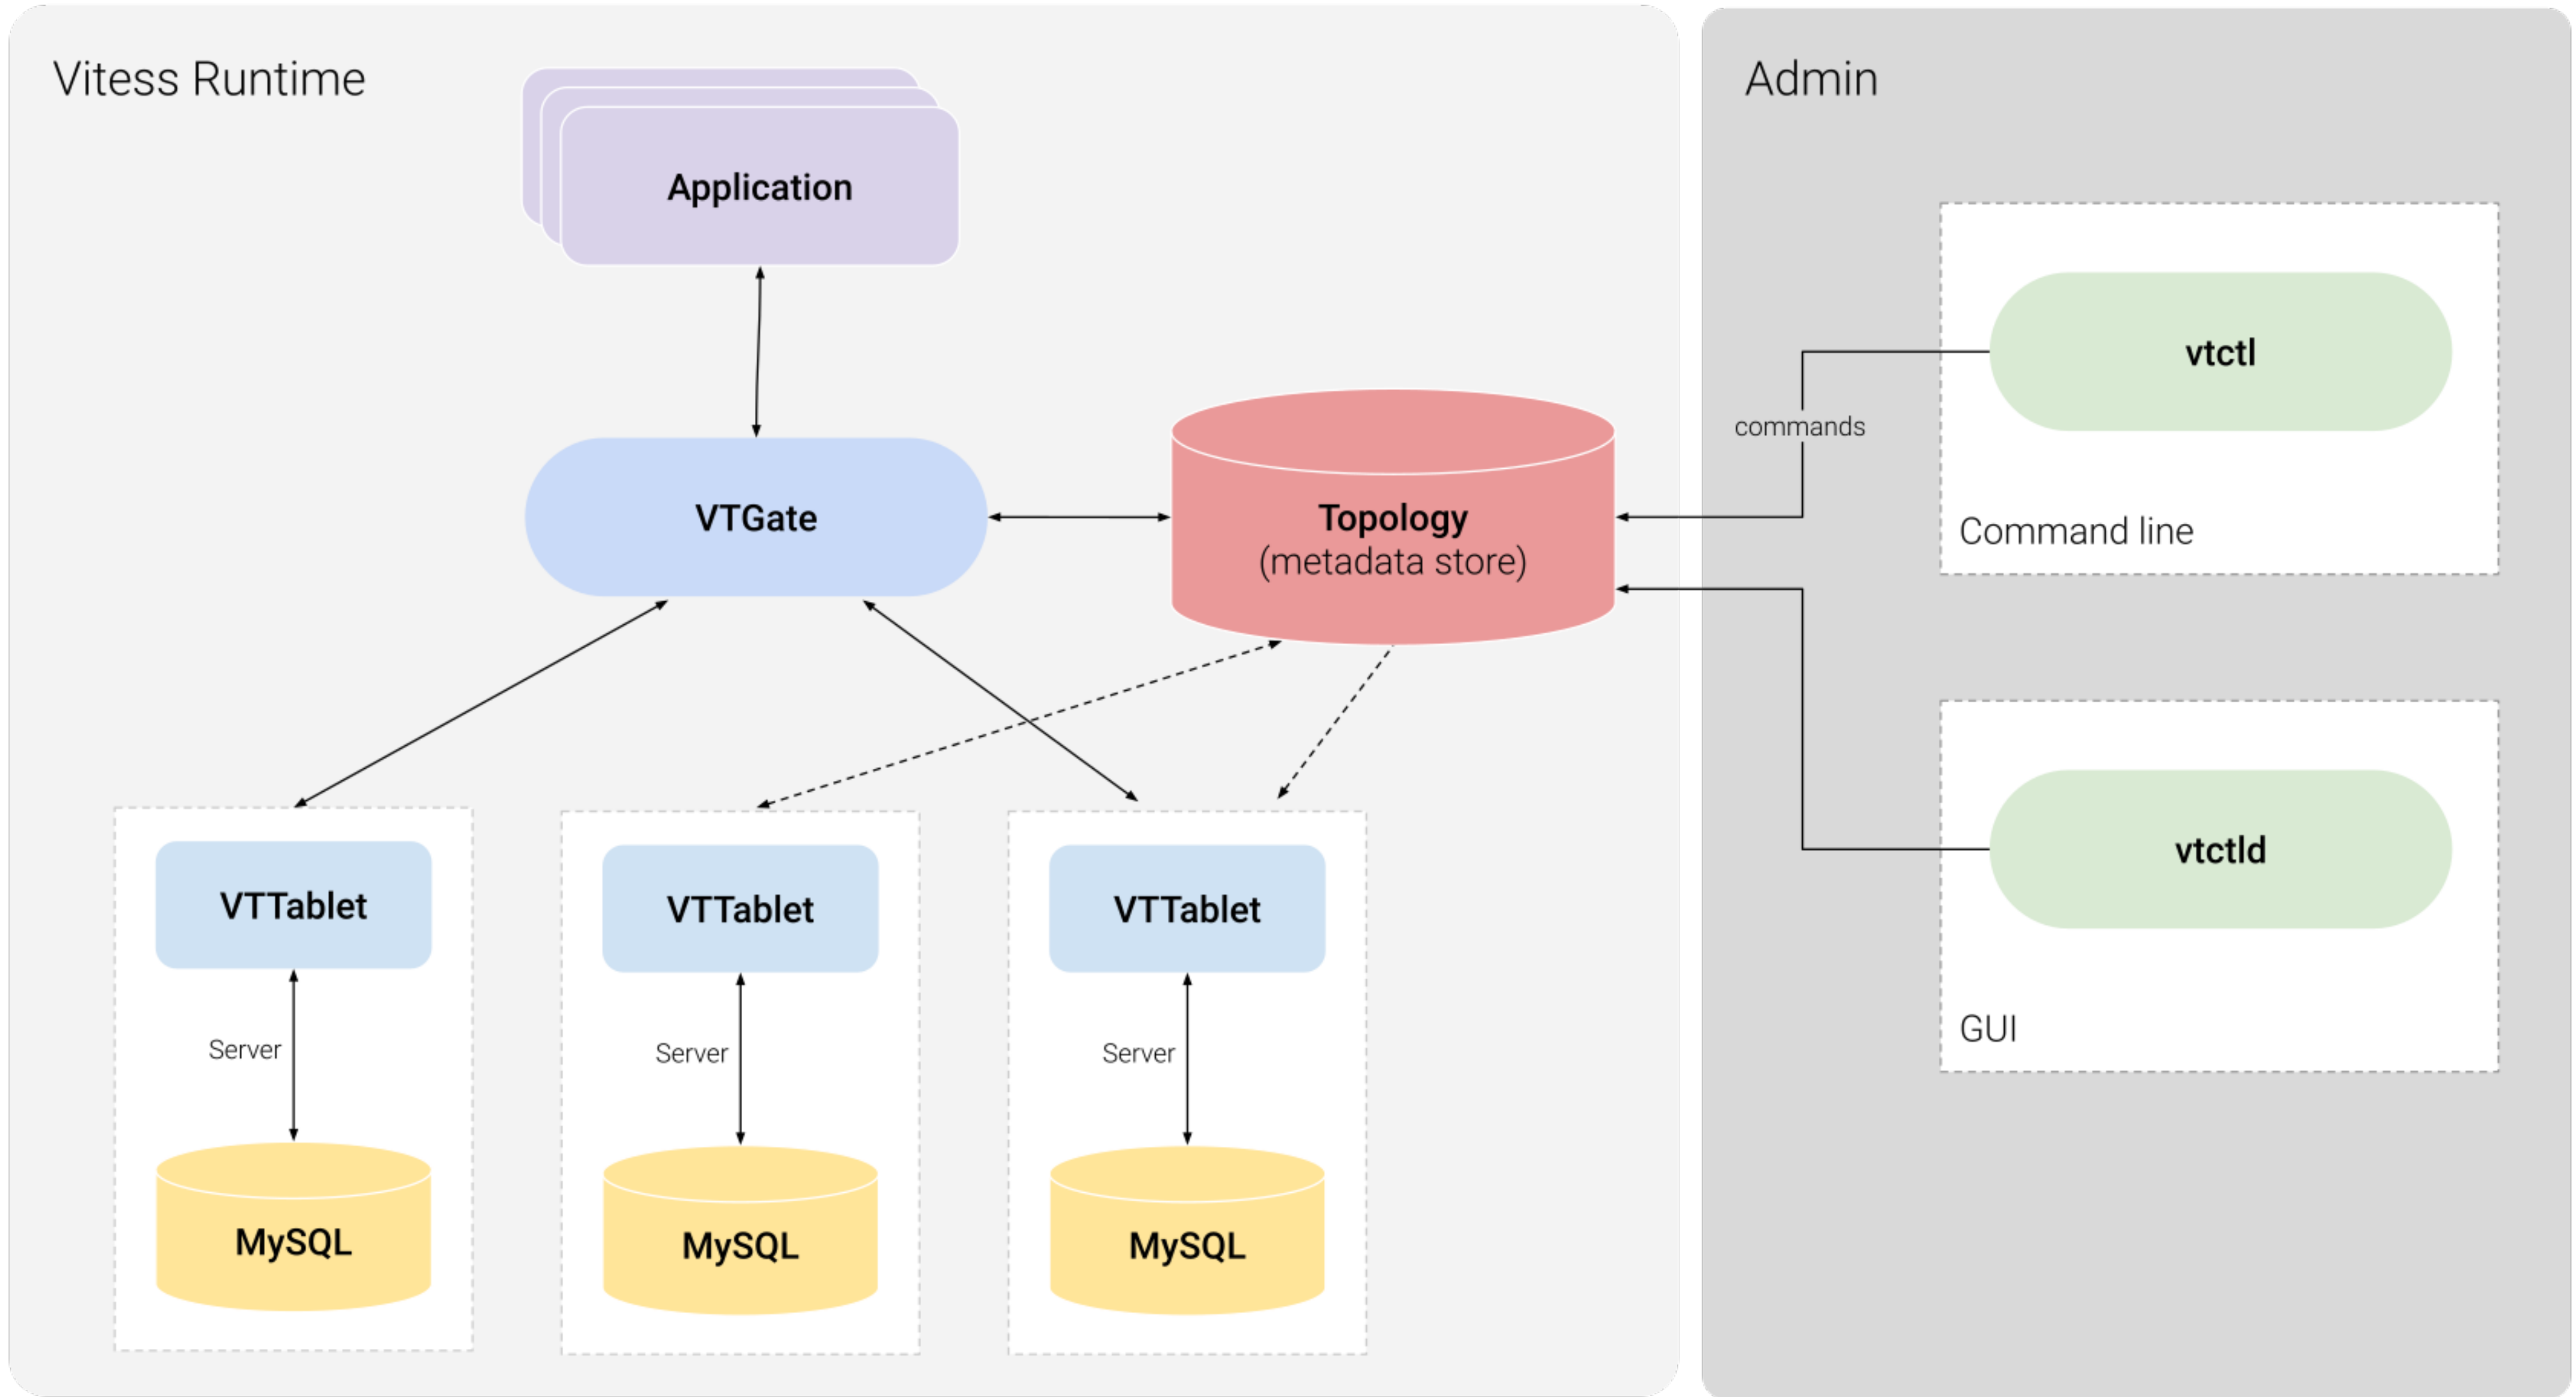 Vitess Runtime
Application
VTGate
Topology
(metadata store)
VTTablet
Server
MySQL
VTTablet
Server
MySQL
VTTablet
Server
MySQL
Admin
vtctl
commands
Command line
vtctld
GUI